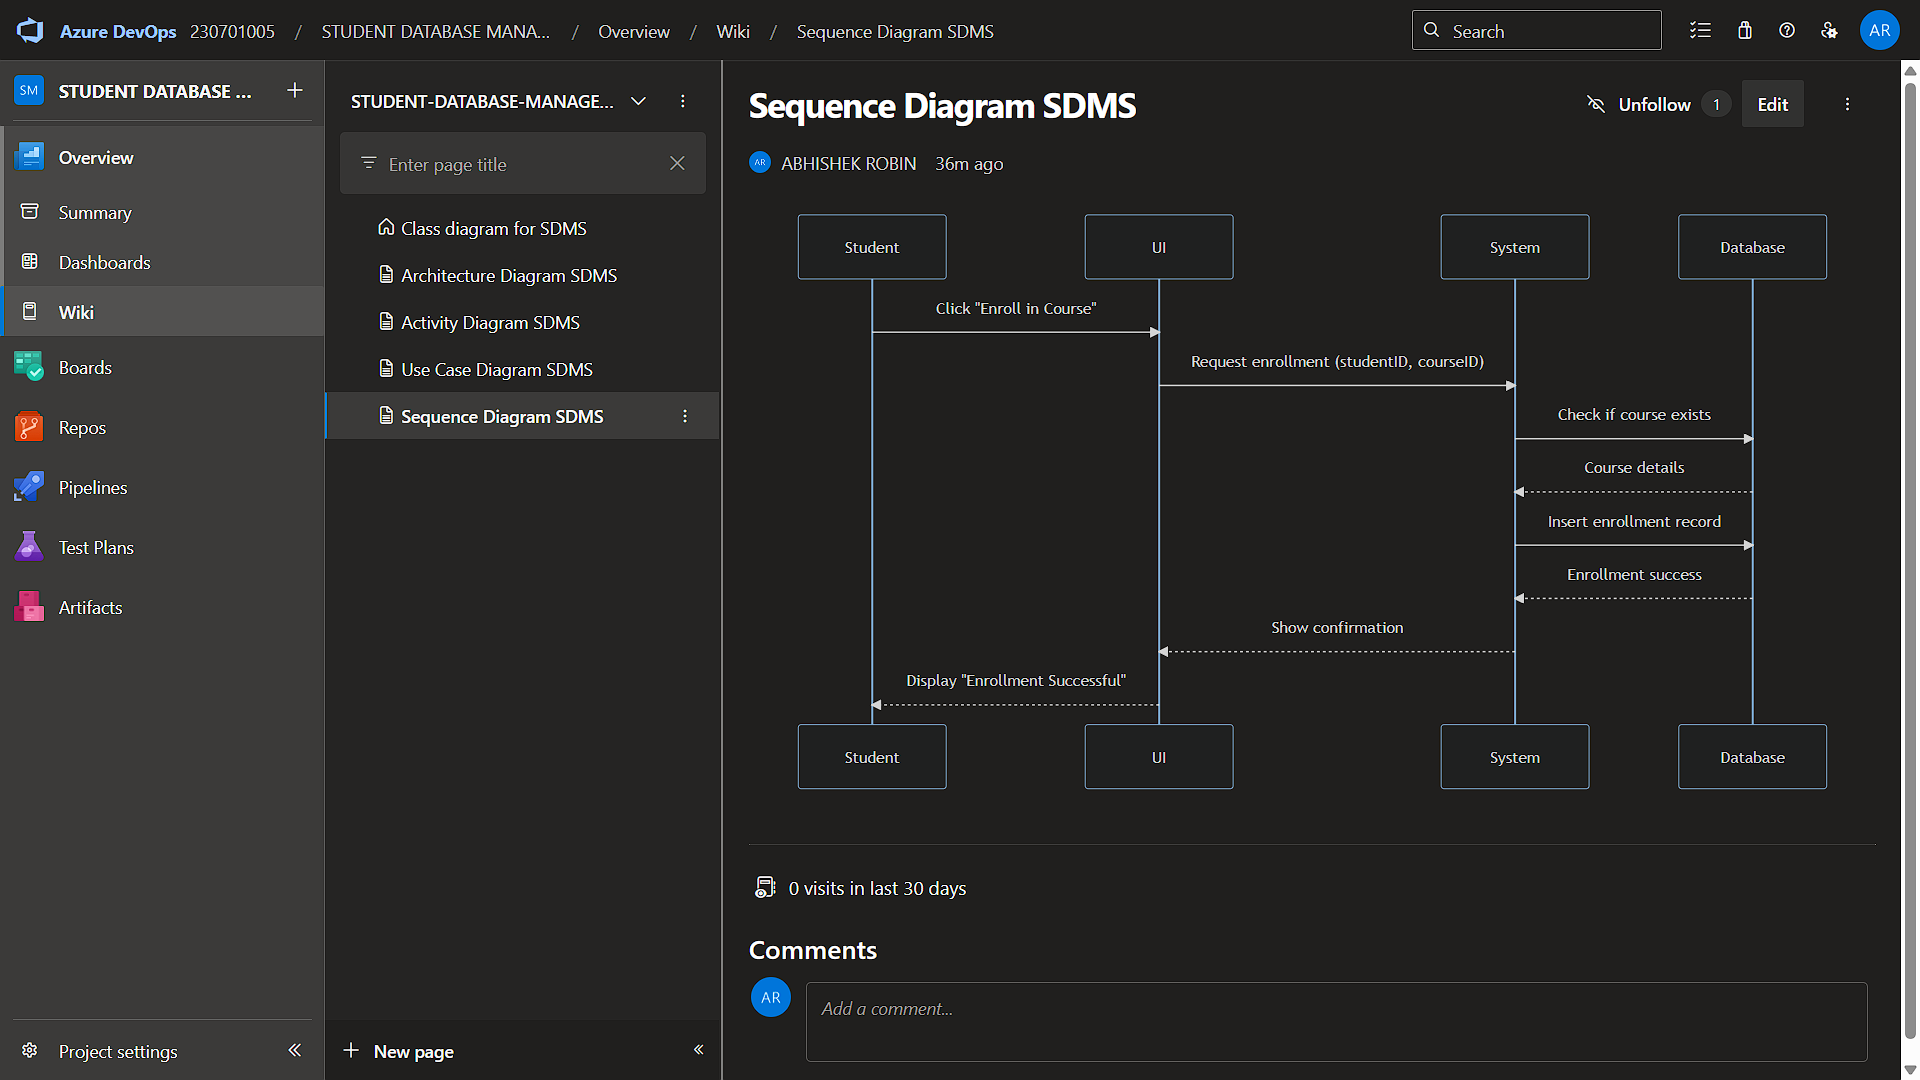 Azure DevOps 230701005 / STUDENT DATABASE MANA... / Overview / Wiki / Sequence Diagram SDMS
Search
AR
SM STUDENT DATABASE ...
Overview
Summary
Dashboards
Wiki
Boards
Repos
Pipelines
Test Plans
Artifacts
Project settings
STUDENT-DATABASE-MANAGE...
Enter page title
Class diagram for SDMS
Architecture Diagram SDMS
Activity Diagram SDMS
Use Case Diagram SDMS
Sequence Diagram SDMS
New page
Sequence Diagram SDMS
Unfollow 1 Edit
AR ABHISHEK ROBIN 36m ago
Student UI System Database
Click "Enroll in Course"
Request enrollment (studentID, courseID)
Check if course exists
Course details
Insert enrollment record
Enrollment success
Show confirmation
Display "Enrollment Successful"
Student UI System Database
0 visits in last 30 days
Comments
AR Add a comment...